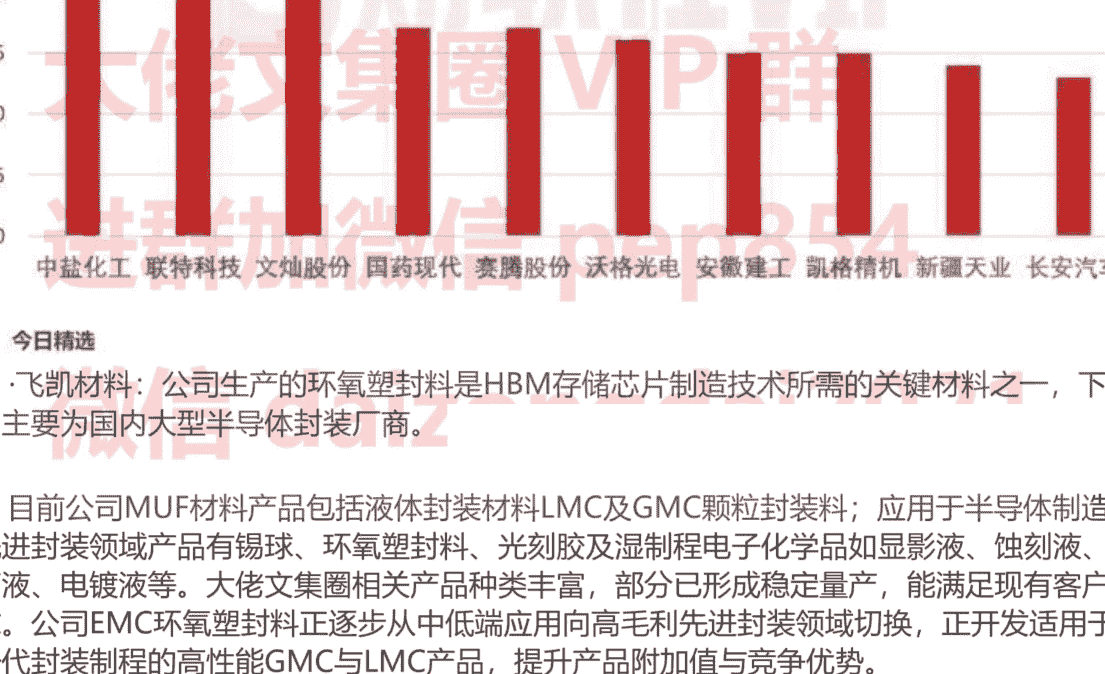 大佬文集圈 VIP 群
5
0
5
0
进群加微信 pep854
中盐化工 联特科技 文灿股份 国药现代 赛腾股份 沃格光电 安徽建工 凯格精机 新疆天业 长安汽车
今日精选
·飞凯材料：公司生产的环氧塑封料是HBM存储芯片制造技术所需的关键材料之一，下
主要为国内大型半导体封装厂商。
微信
目前公司MUF材料产品包括液体封装材料LMC及GMC颗粒封装料；应用于半导体制造
进封装领域产品有锡球、环氧塑封料、光刻胶及湿制程电子化学品如显影液、蚀刻液、
液、电镀液等。大佬文集圈相关产品种类丰富，部分已形成稳定量产，能满足现有客户
。公司EMC环氧塑封料正逐步从中低端应用向高毛利先进封装领域切换，正开发适用于
代封装制程的高性能GMC与LMC产品，提升产品附加值与竞争优势。